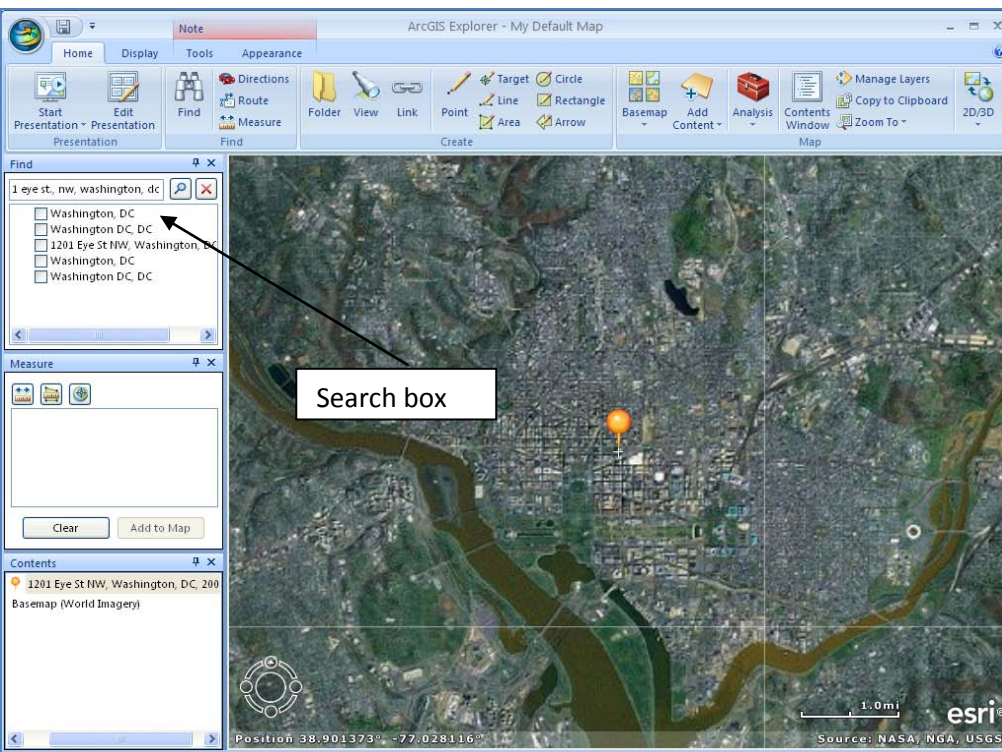 Note
ArcGIS Explorer - My Default Map
Home Display Tools Appearance
Start Presentation
Edit Presentation
Presentation
Find
Directions
Route
Measure
Find
Folder
View
Link
Point
Target
Line
Area
Circle
Rectangle
Arrow
Create
Basemap
Add Content
Analysis
Contents Window
Manage Layers
Copy to Clipboard
Zoom To
2D/3D
Map
Find
1 eye st., nw, washington, dc
Washington, DC
Washington DC, DC
1201 Eye St NW, Washington, DC
Washington, DC
Washington DC, DC
Search box
Measure
Clear
Add to Map
Contents
1201 Eye St NW, Washington, DC, 200
Basemap (World Imagery)
1.0mi
esri
Position 38.901373° -77.028116°
Source: NASA, NGA, USGS